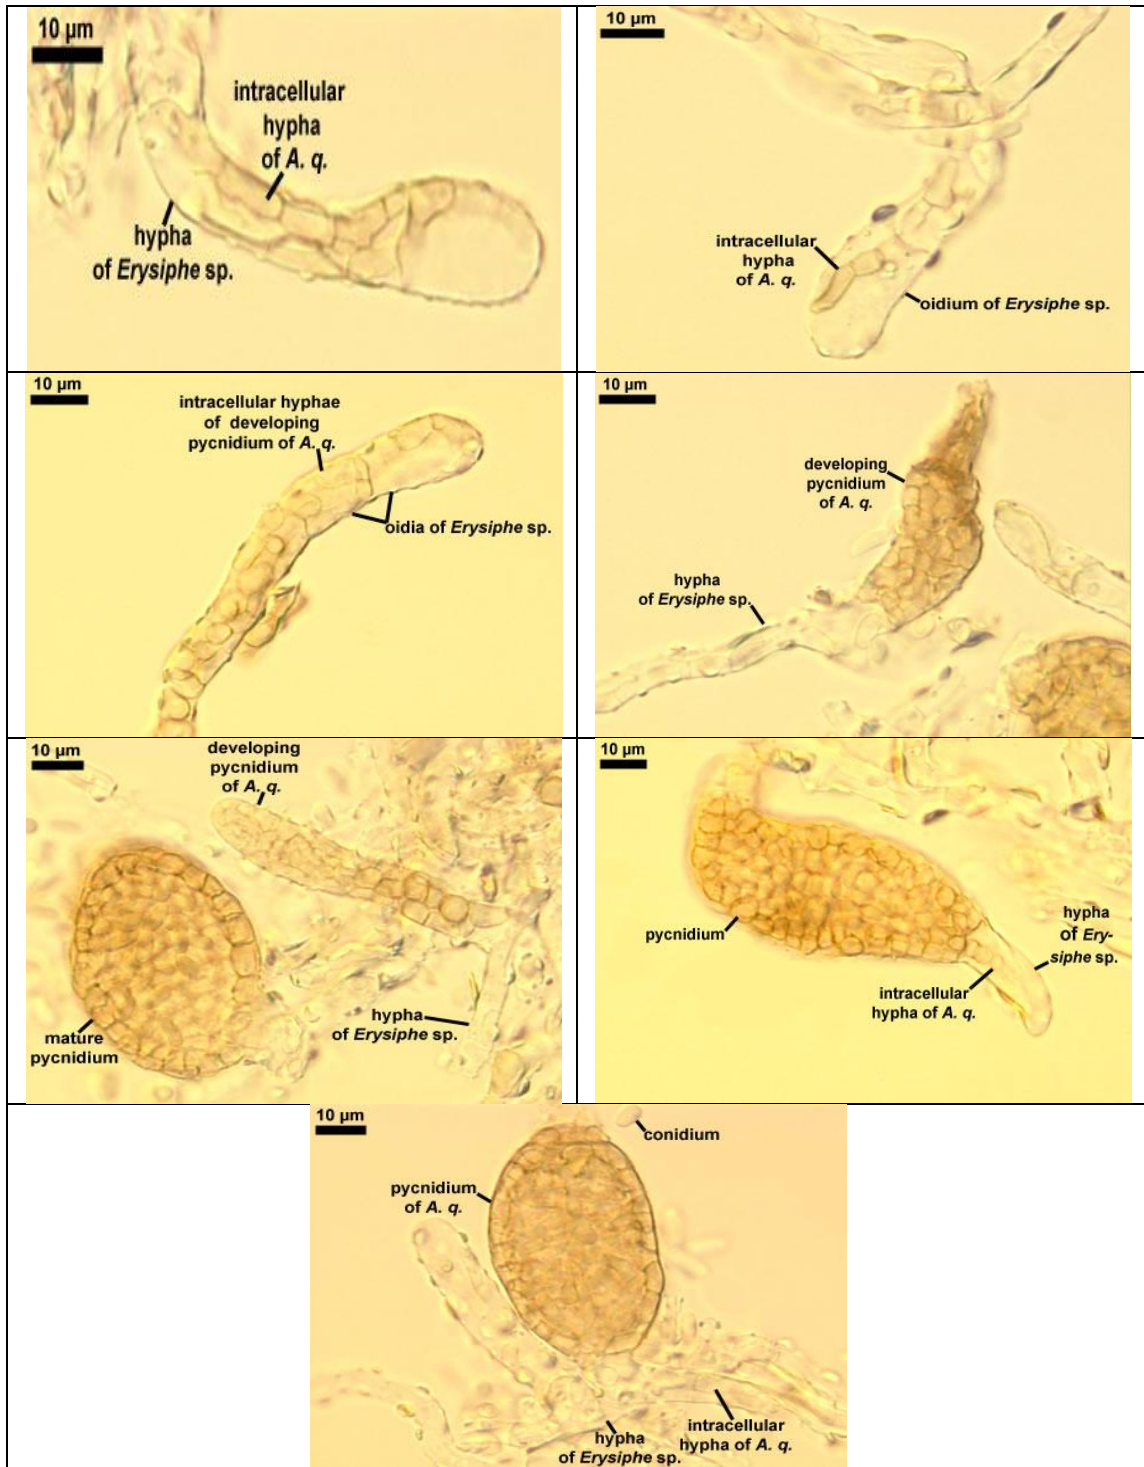 10 µm
intracellular
hypha
of A. q.
hypha
of Erysiphe sp.
10 µm
intracellular
hypha
of A. q.
oidium of Erysiphe sp.
10 µm
intracellular hyphae
of developing
pycnidium of A. q.
oidia of Erysiphe sp.
10 µm
developing
pycnidium
of A. q.
hypha
of Erysiphe sp.
10 µm
developing
pycnidium
of A. q.
mature
pycnidium
hypha
of Erysiphe sp.
10 µm
pycnidium
hypha
of Ery-
siphe sp.
intracellular
hypha of A. q.
10 µm
conidium
pycnidium
of A. q.
hypha
of Erysiphe sp.
intracellular
hypha of A. q.